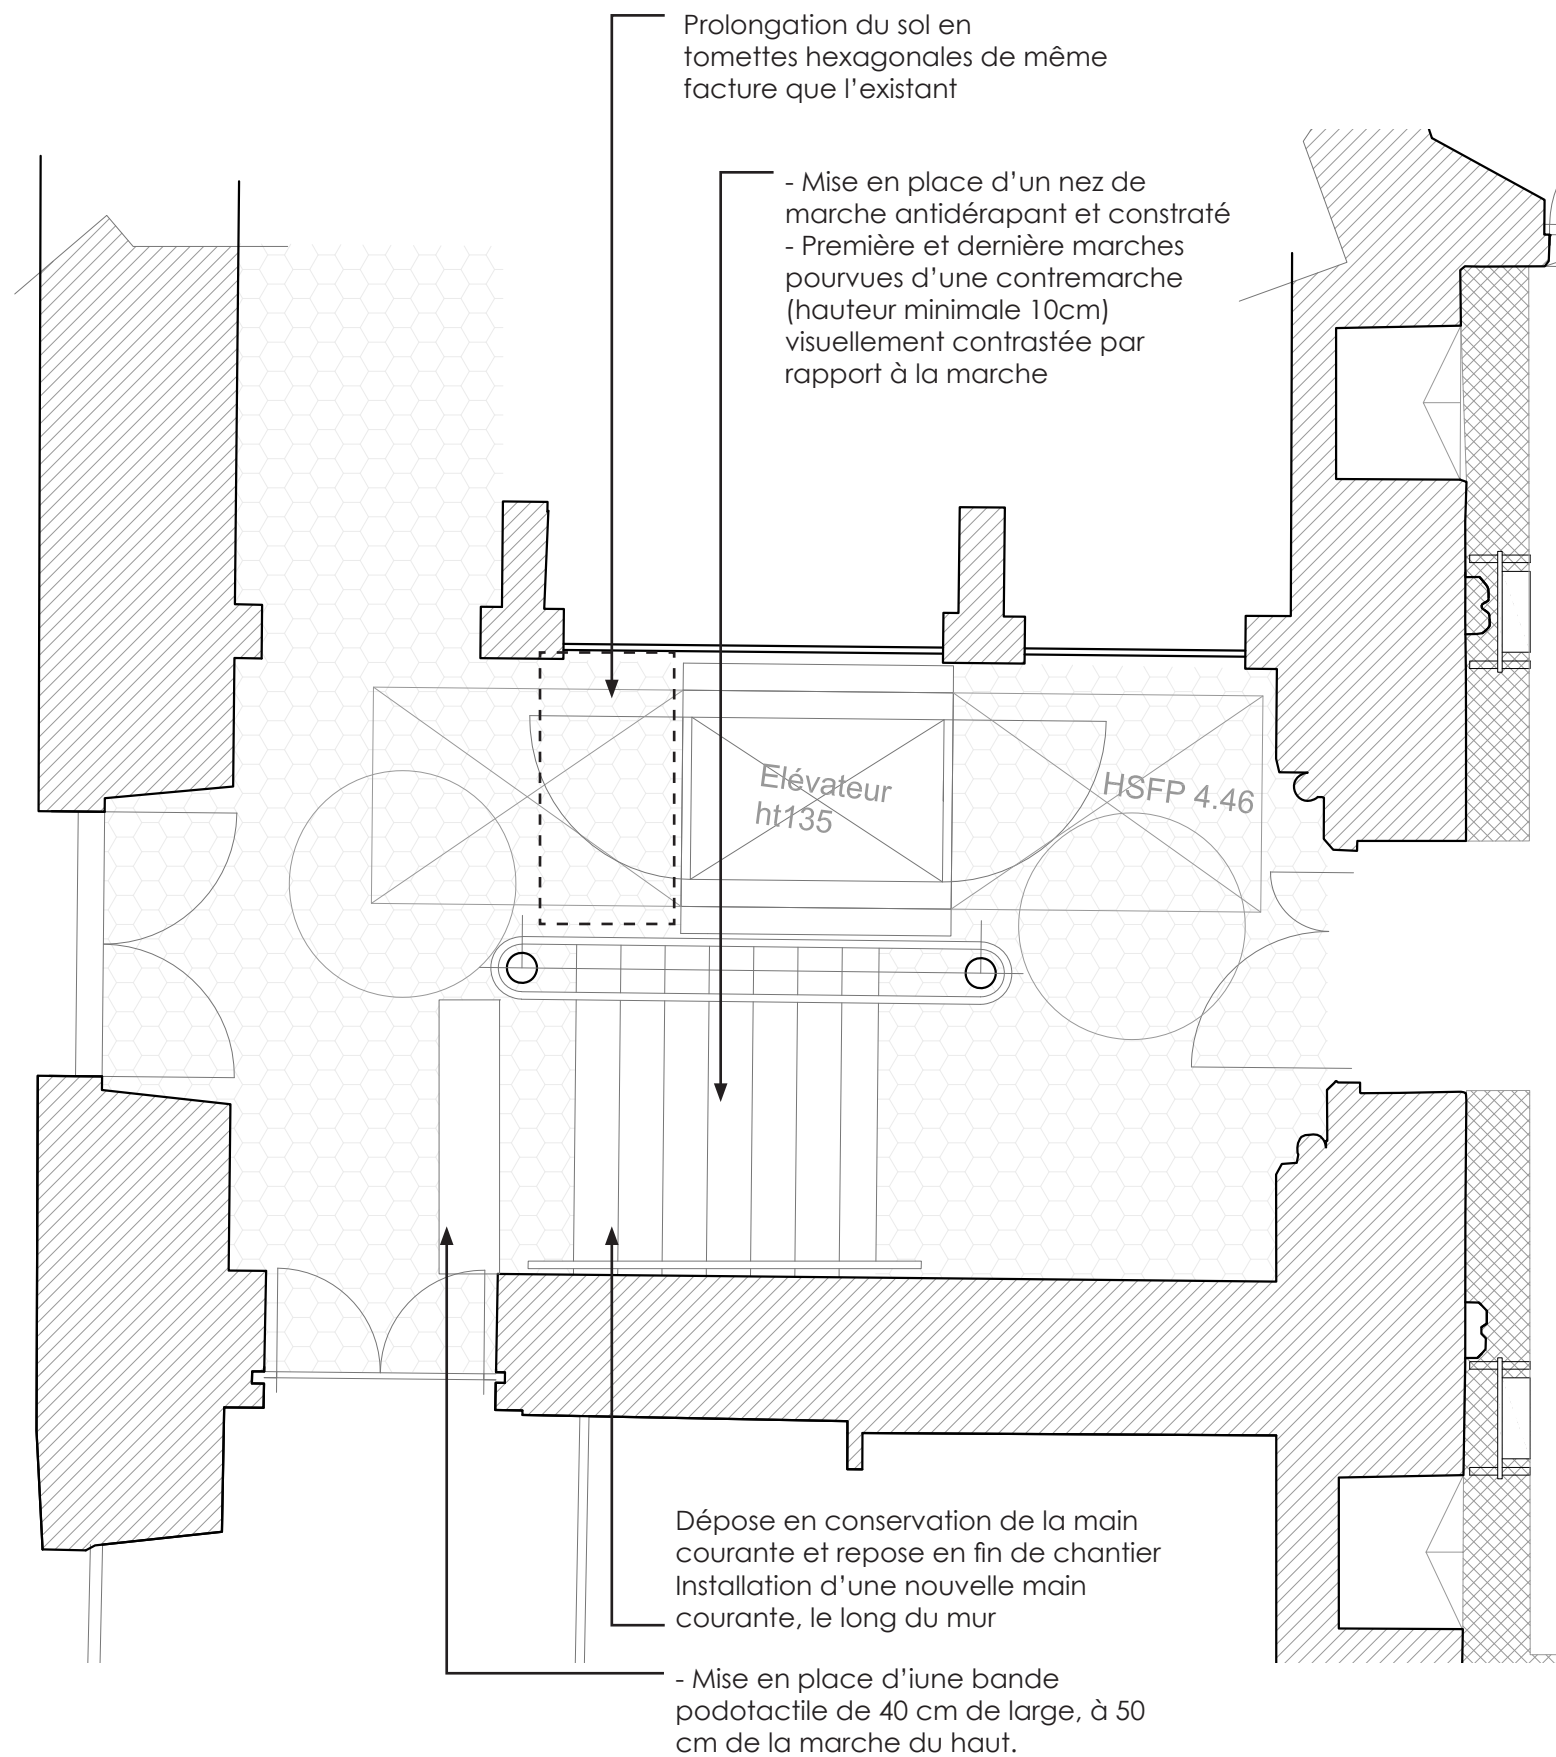 Prolongation du sol en
tomettes hexagonales de même
facture que l'existant
- Mise en place d'un nez de
marche antidérapant et constraté
- Première et dernière marches
pourvues d'une contremarche
(hauteur minimale 10cm)
visuellement contrastée par
rapport à la marche
Elévateur
ht135
HSFP 4.46
Dépose en conservation de la main
courante et repose en fin de chantier
Installation d'une nouvelle main
courante, le long du mur
- Mise en place d'iune bande
podotactile de 40 cm de large, à 50
cm de la marche du haut.